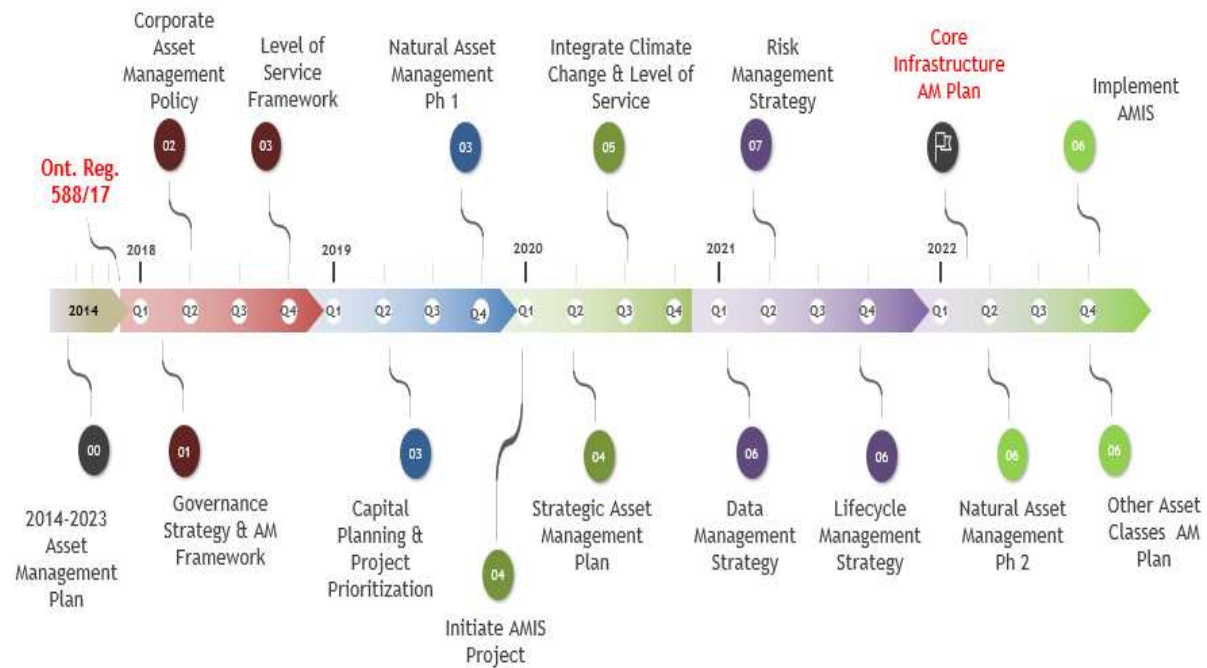 Corporate
Asset
Management
Policy
Level of
Service
Framework
Natural Asset
Management
Ph 1
Integrate Climate
Change & Level of
Service
Risk
Management
Strategy
Core
Infrastructure
AM Plan
Implement
AMIS
02
03
03
05
07
06
Ont. Reg.
588/17
2018
2019
2020
2021
2022
2014
Q1
Q2
Q3
Q4
Q1
Q2
Q3
Q4
Q1
Q2
Q3
Q4
Q1
Q2
Q3
Q4
Q1
Q2
Q3
Q4
00
01
03
04
04
06
06
06
06
2014-2023
Asset
Management
Plan
Governance
Strategy & AM
Framework
Capital
Planning &
Project
Prioritization
Initiate AMIS
Project
Strategic Asset
Management
Plan
Data
Management
Strategy
Lifecycle
Management
Strategy
Natural Asset
Management
Ph 2
Other Asset
Classes AM
Plan